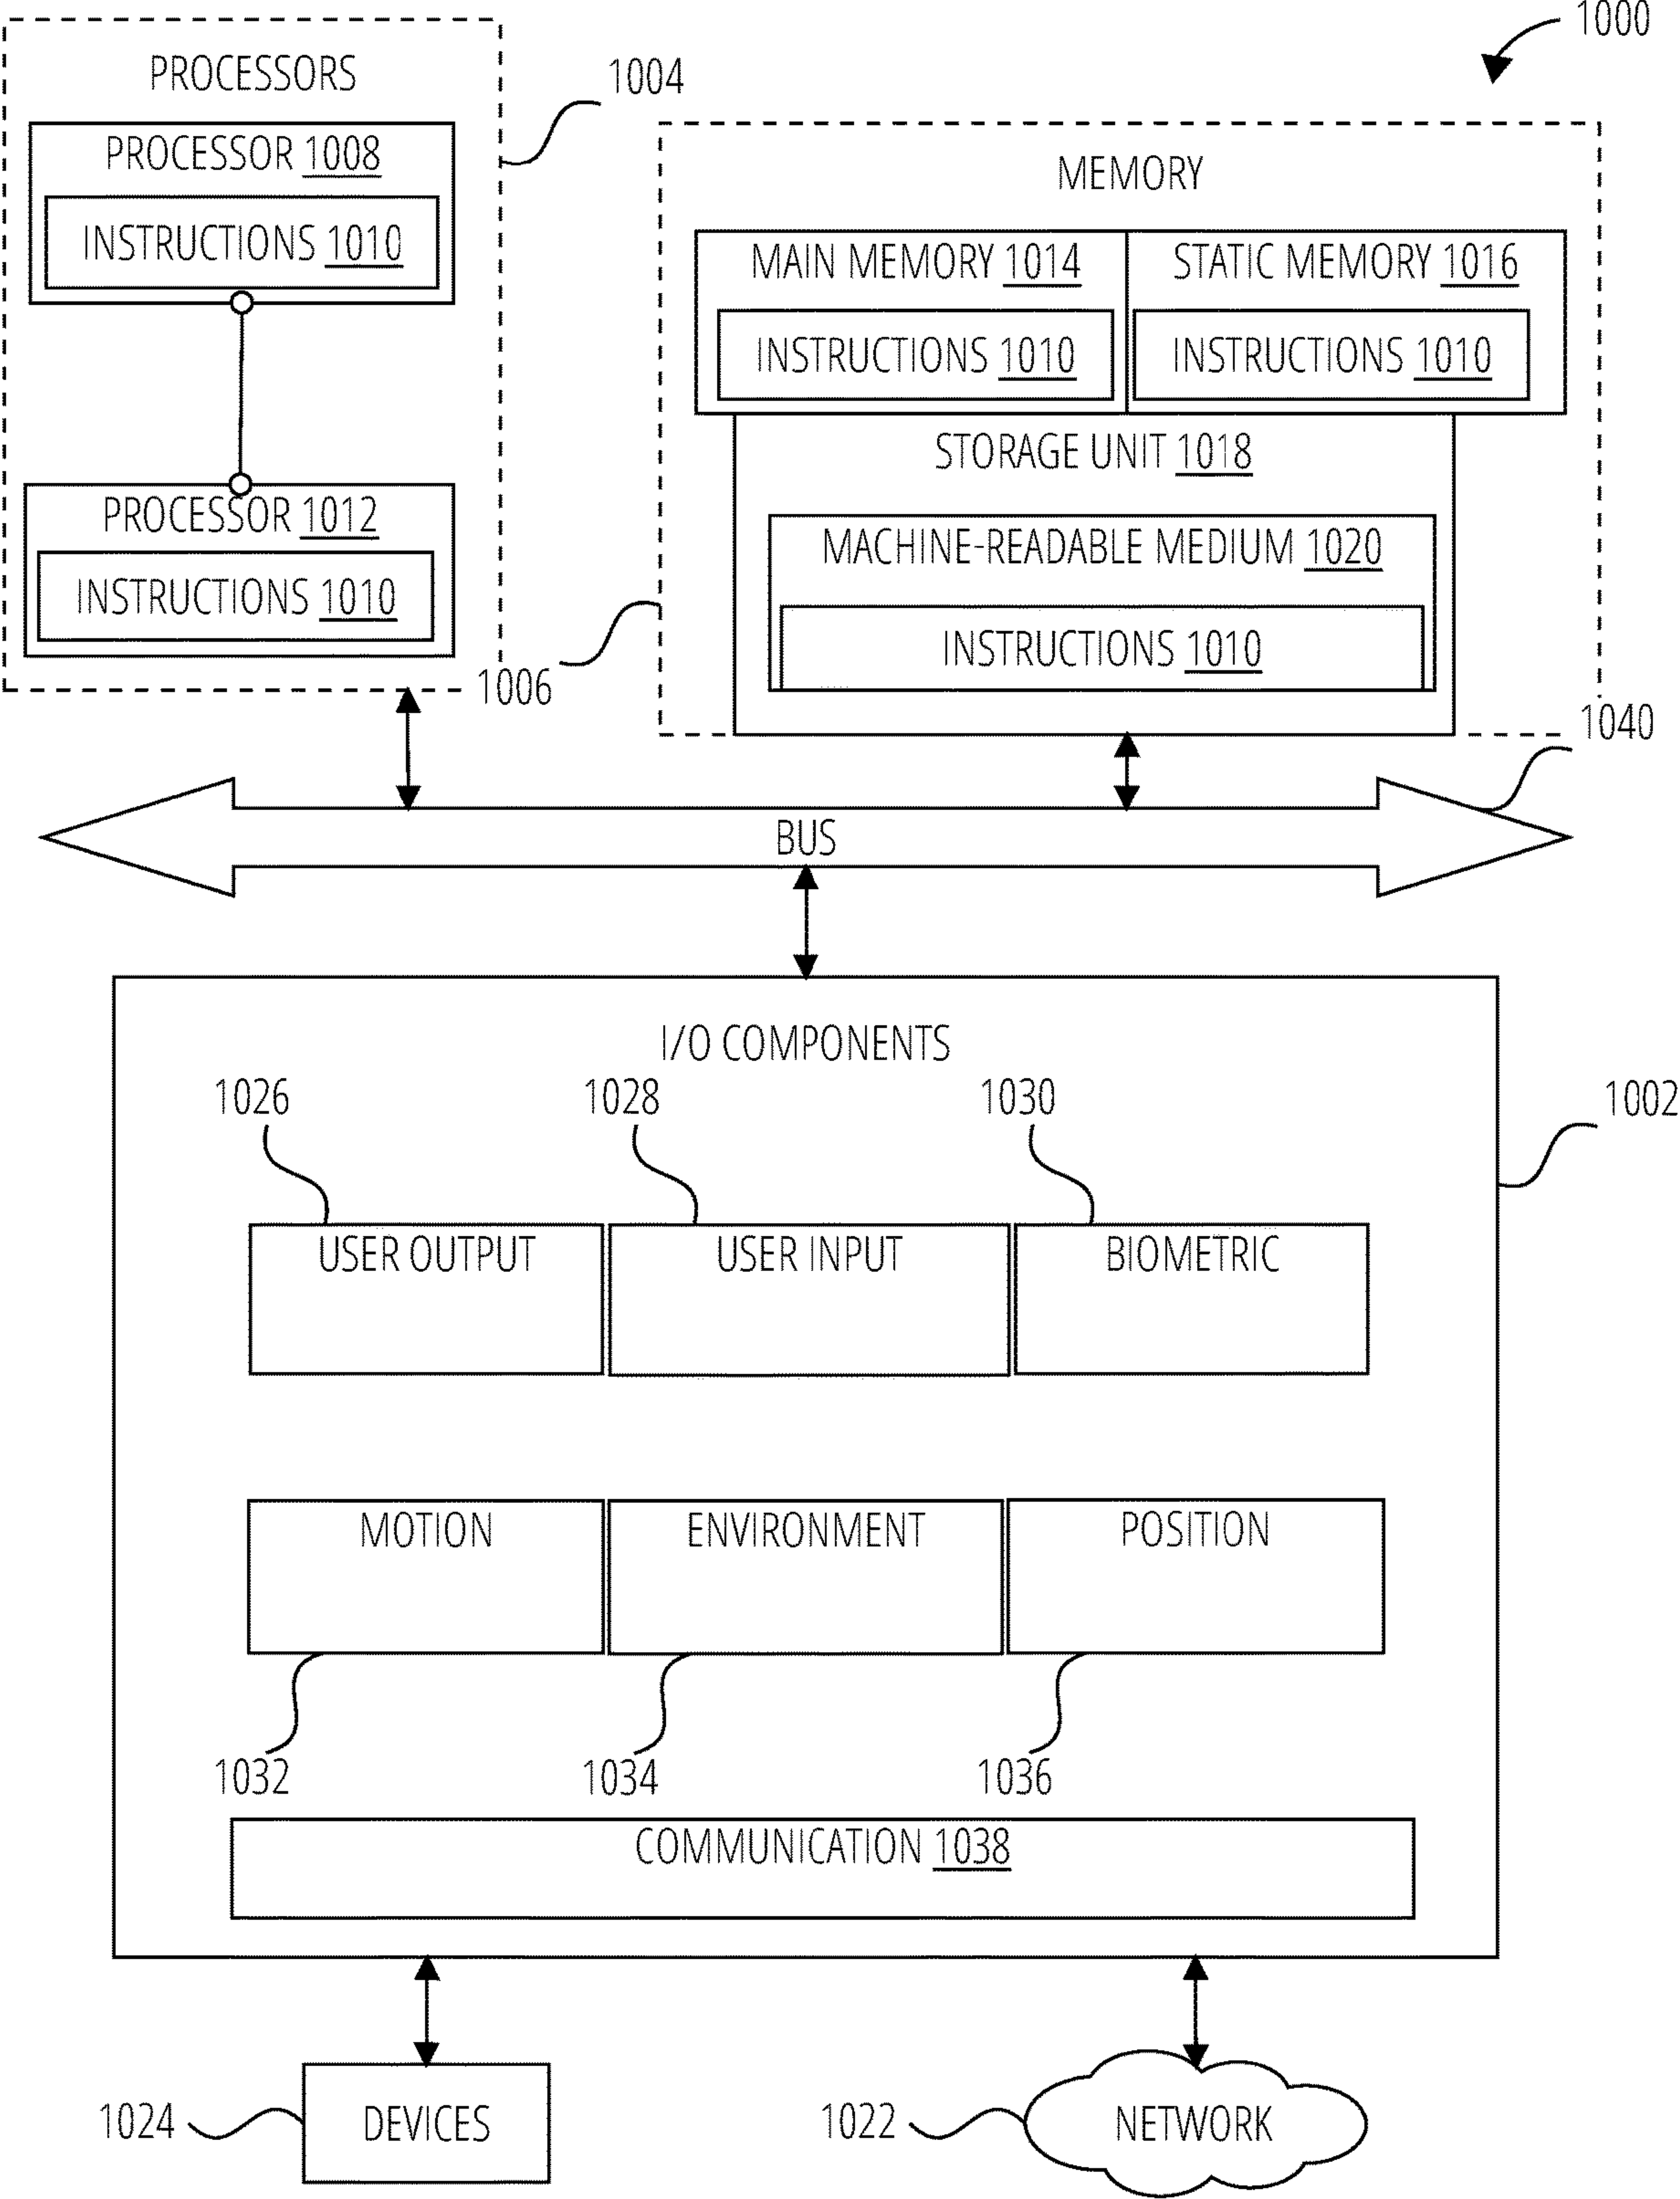 1000
PROCESSORS
1004
PROCESSOR 1008
INSTRUCTIONS 1010
MEMORY
MAIN MEMORY 1014
STATIC MEMORY 1016
INSTRUCTIONS 1010
INSTRUCTIONS 1010
STORAGE UNIT 1018
PROCESSOR 1012
INSTRUCTIONS 1010
MACHINE-READABLE MEDIUM 1020
INSTRUCTIONS 1010
1006
1040
BUS
I/O COMPONENTS
1026
1028
1030
1002
USER OUTPUT
USER INPUT
BIOMETRIC
MOTION
ENVIRONMENT
POSITION
1032
1034
1036
COMMUNICATION 1038
1024
DEVICES
1022
NETWORK